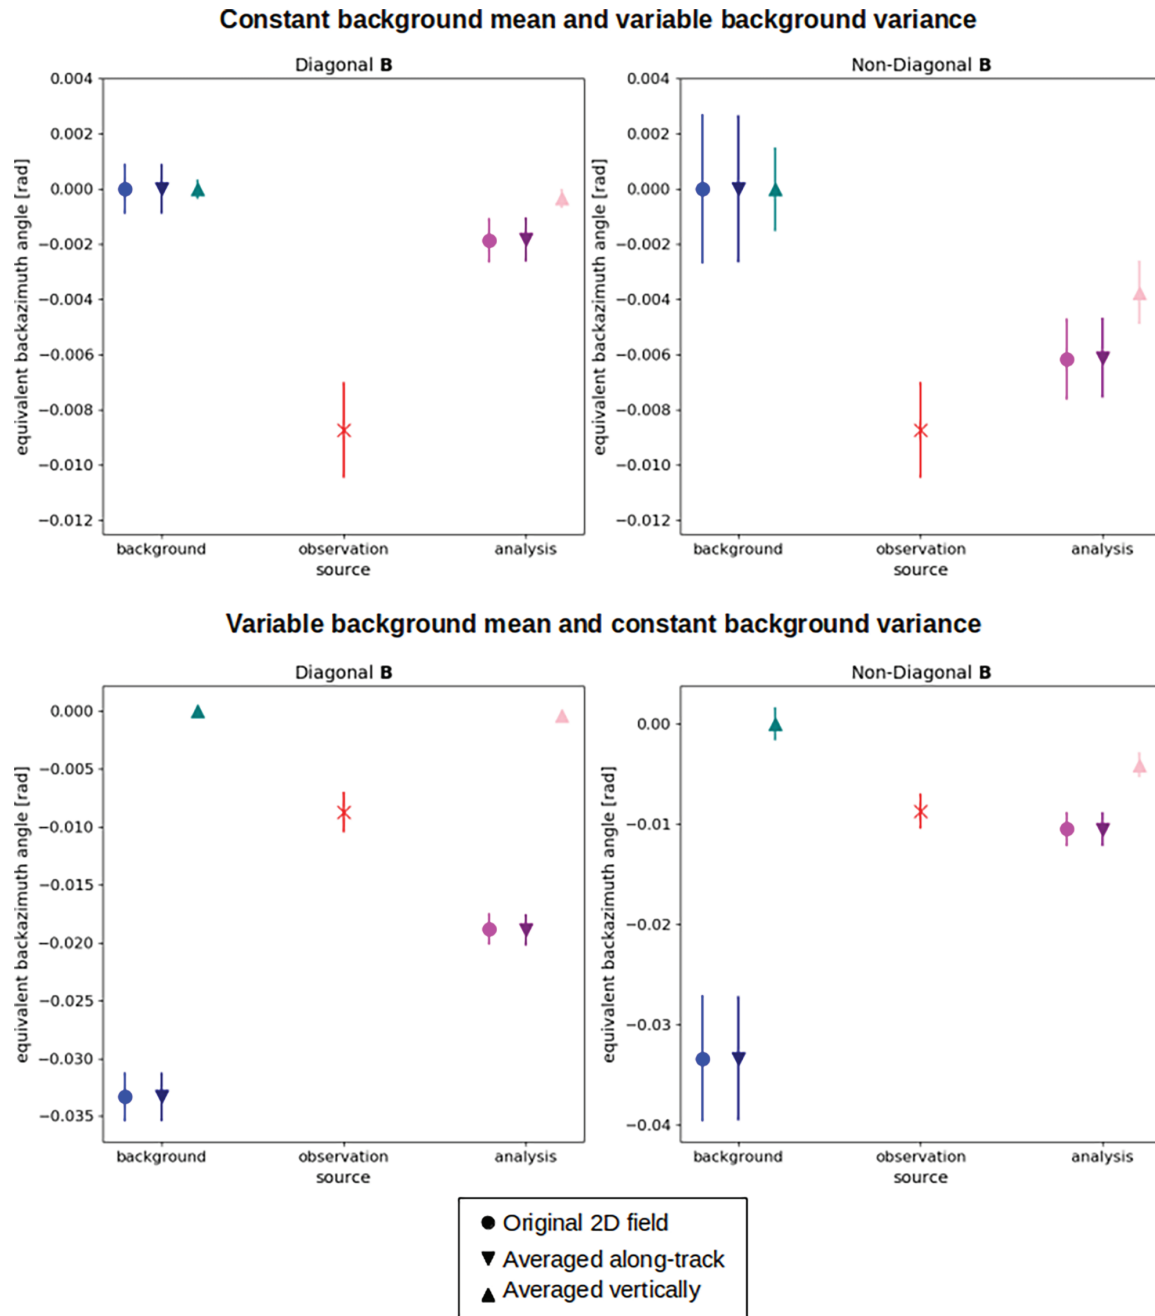 Constant background mean and variable background variance
Diagonal B
Non-Diagonal B
equivalent backazimuth angle [rad]
0.004
0.002
0.000
−0.002
−0.004
−0.006
−0.008
−0.010
−0.012
background
observation
analysis
source
equivalent backazimuth angle [rad]
0.004
0.002
0.000
−0.002
−0.004
−0.006
−0.008
−0.010
−0.012
background
observation
analysis
source
Variable background mean and constant background variance
Diagonal B
Non-Diagonal B
equivalent backazimuth angle [rad]
0.000
−0.005
−0.010
−0.015
−0.020
−0.025
−0.030
−0.035
background
observation
analysis
source
equivalent backazimuth angle [rad]
0.00
−0.01
−0.02
−0.03
−0.04
background
observation
analysis
source
Original 2D field
Averaged along-track
Averaged vertically